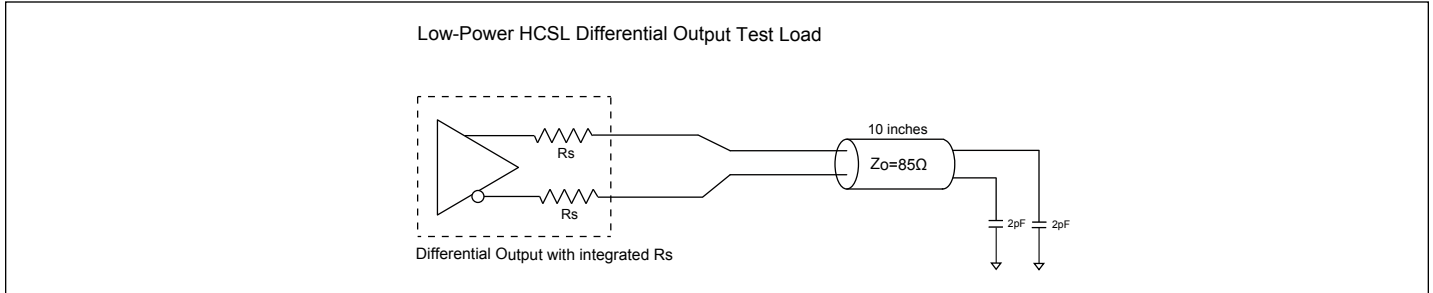 Low-Power HCSL Differential Output Test Load
10 inches
Rs
Zo=85Ω
Rs
2pF
2pF
Differential Output with integrated Rs